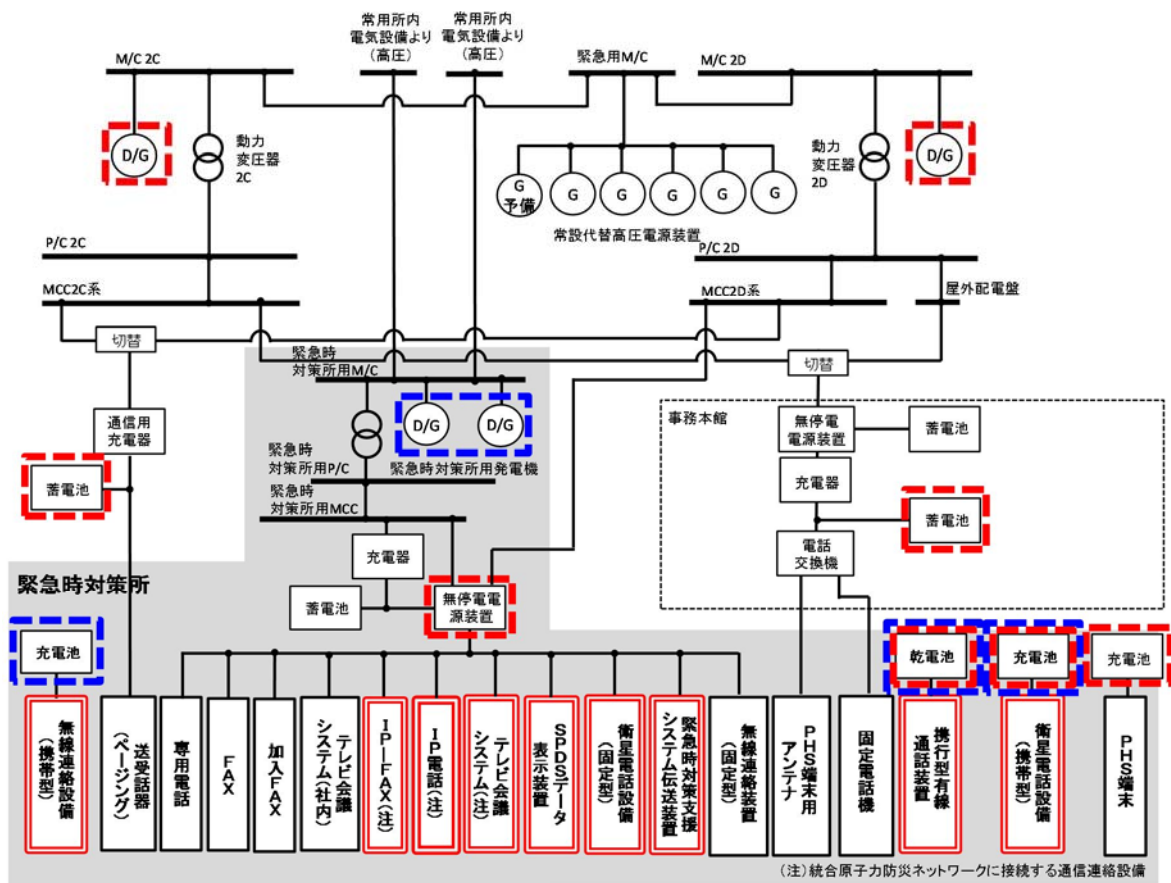 常用所内
電気設備より
(高圧)
常用所内
電気設備より
(高圧)
M/C 2C
緊急用M/C
M/C 2D
D/G
動力
変圧器
2C
G
予備
G
G
G
G
G
常設代替高圧電源装置
動力
変圧器
2D
D/G
P/C 2C
P/C 2D
MCC2C系
MCC2D系
屋外配電盤
切替
緊急時
対策所用M/C
切替
通信用
充電器
D/G
D/G
緊急時対策所用発電機
事務本館
無停電
電源装置
蓄電池
緊急時
対策所用P/C
充電器
蓄電池
緊急時
対策所用MCC
蓄電池
充電器
電話
交換機
緊急時対策所
蓄電池
無停電電
源装置
充電池
乾電池
充電池
充電池
無線連絡設備
(携帯型)
送受話器
(ページング)
専用電話
FAX
加入FAX
テレビ会議
システム(社内)
IP-FAX(注)
IP電話(注)
テレビ会議
システム(注)
SPDSデータ
表示装置
衛星電話設備
(固定型)
緊急時対策支援
システム伝送装置
無線連絡装置
(固定型)
PHS端末用
アンテナ
固定電話機
携行型有線
通話装置
衛星電話設備
(携帯型)
PHS端末
(注)統合原子力防災ネットワークに接続する通信連絡設備